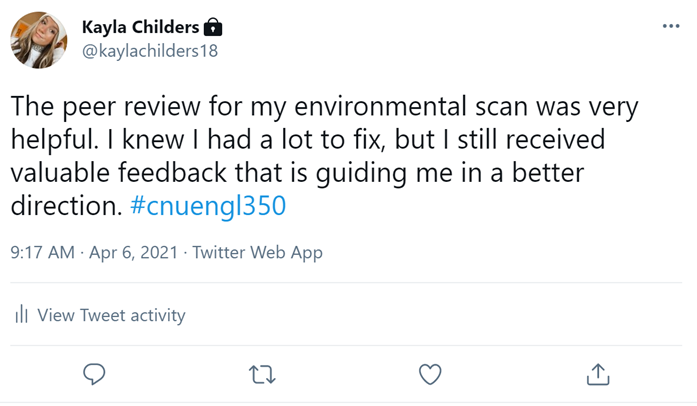 Kayla Childers
@kaylachilders18
The peer review for my environmental scan was very
helpful. I knew I had a lot to fix, but I still received
valuable feedback that is guiding me in a better
direction. #cnuengl350
9:17 AM · Apr 6, 2021 · Twitter Web App
View Tweet activity